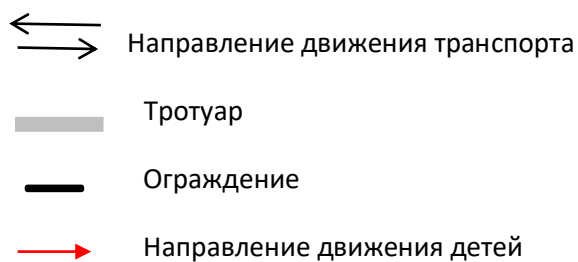 Направление движения транспорта
Тротуар
Ограждение
Направление движения детей